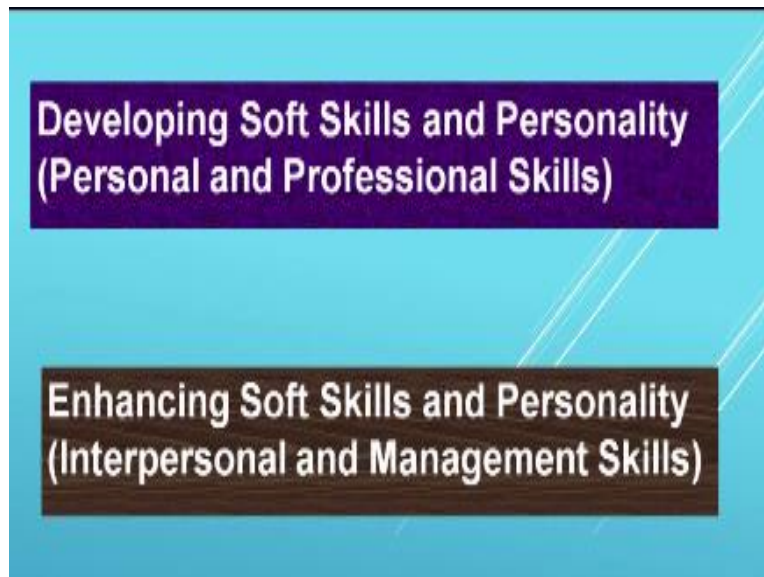 Developing Soft Skills and Personality
(Personal and Professional Skills)
Enhancing Soft Skills and Personality
(Interpersonal and Management Skills)